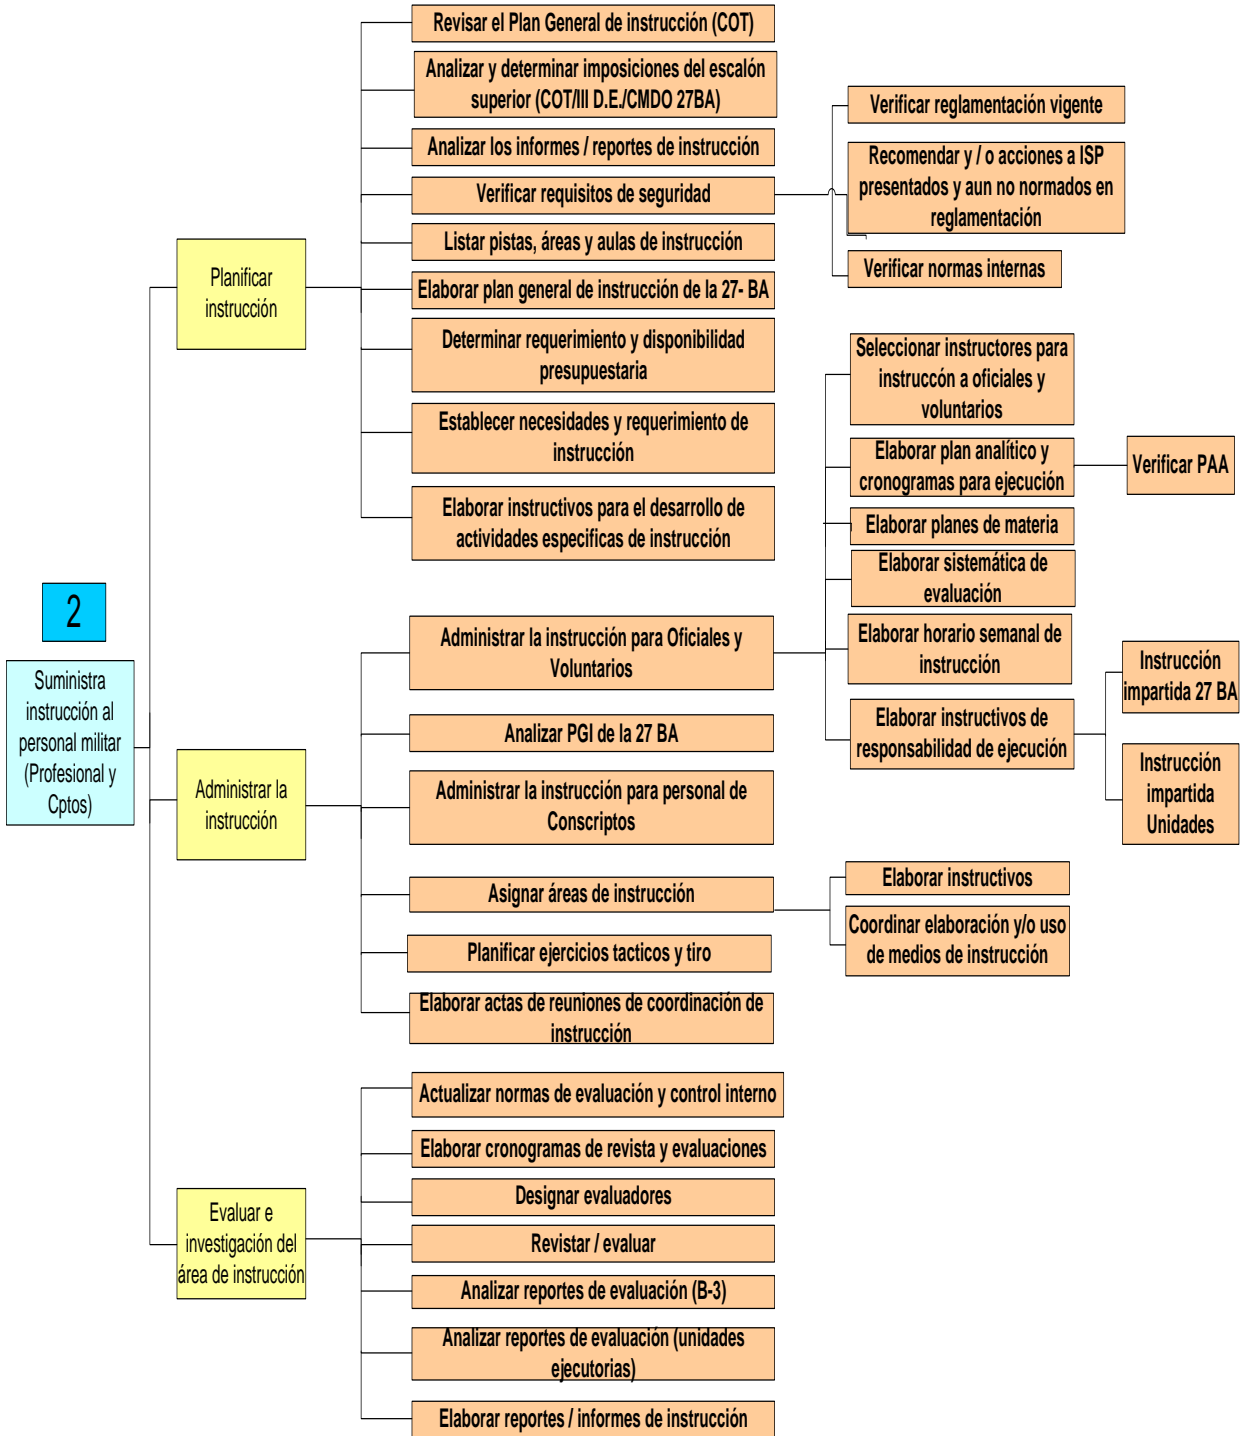 2
Suministra
instrucción al
personal militar
(Profesional y
Cptos)
Planificar
instrucción
Revisar el Plan General de instrucción (COT)
Analizar y determinar imposiciones del escalón
superior (COT/III D.E./CMDO 27BA)
Analizar los informes / reportes de instrucción
Verificar requisitos de seguridad
Verificar reglamentación vigente
Recomendar y / o acciones a ISP
presentados y aun no normados en
reglamentación
Verificar normas internas
Listar pistas, áreas y aulas de instrucción
Elaborar plan general de instrucción de la 27- BA
Determinar requerimiento y disponibilidad
presupuestaria
Establecer necesidades y requerimiento de
instrucción
Elaborar instructivos para el desarrollo de
actividades especificas de instrucción
Administrar la
instrucción
Administrar la instrucción para Oficiales y
Voluntarios
Seleccionar instructores para
instruccón a oficiales y
voluntarios
Elaborar plan analítico y
cronogramas para ejecución
Verificar PAA
Elaborar planes de materia
Elaborar sistemática de
evaluación
Elaborar horario semanal de
instrucción
Elaborar instructivos de
responsabilidad de ejecución
Instrucción
impartida 27 BA
Instrucción
impartida
Unidades
Analizar PGI de la 27 BA
Administrar la instrucción para personal de
Conscriptos
Asignar áreas de instrucción
Elaborar instructivos
Coordinar elaboración y/o uso
de medios de instrucción
Planificar ejercicios tacticos y tiro
Elaborar actas de reuniones de coordinación de
instrucción
Evaluar e
investigación del
área de instrucción
Actualizar normas de evaluación y control interno
Elaborar cronogramas de revista y evaluaciones
Designar evaluadores
Revistar / evaluar
Analizar reportes de evaluación (B-3)
Analizar reportes de evaluación (unidades
ejecutorias)
Elaborar reportes / informes de instrucción